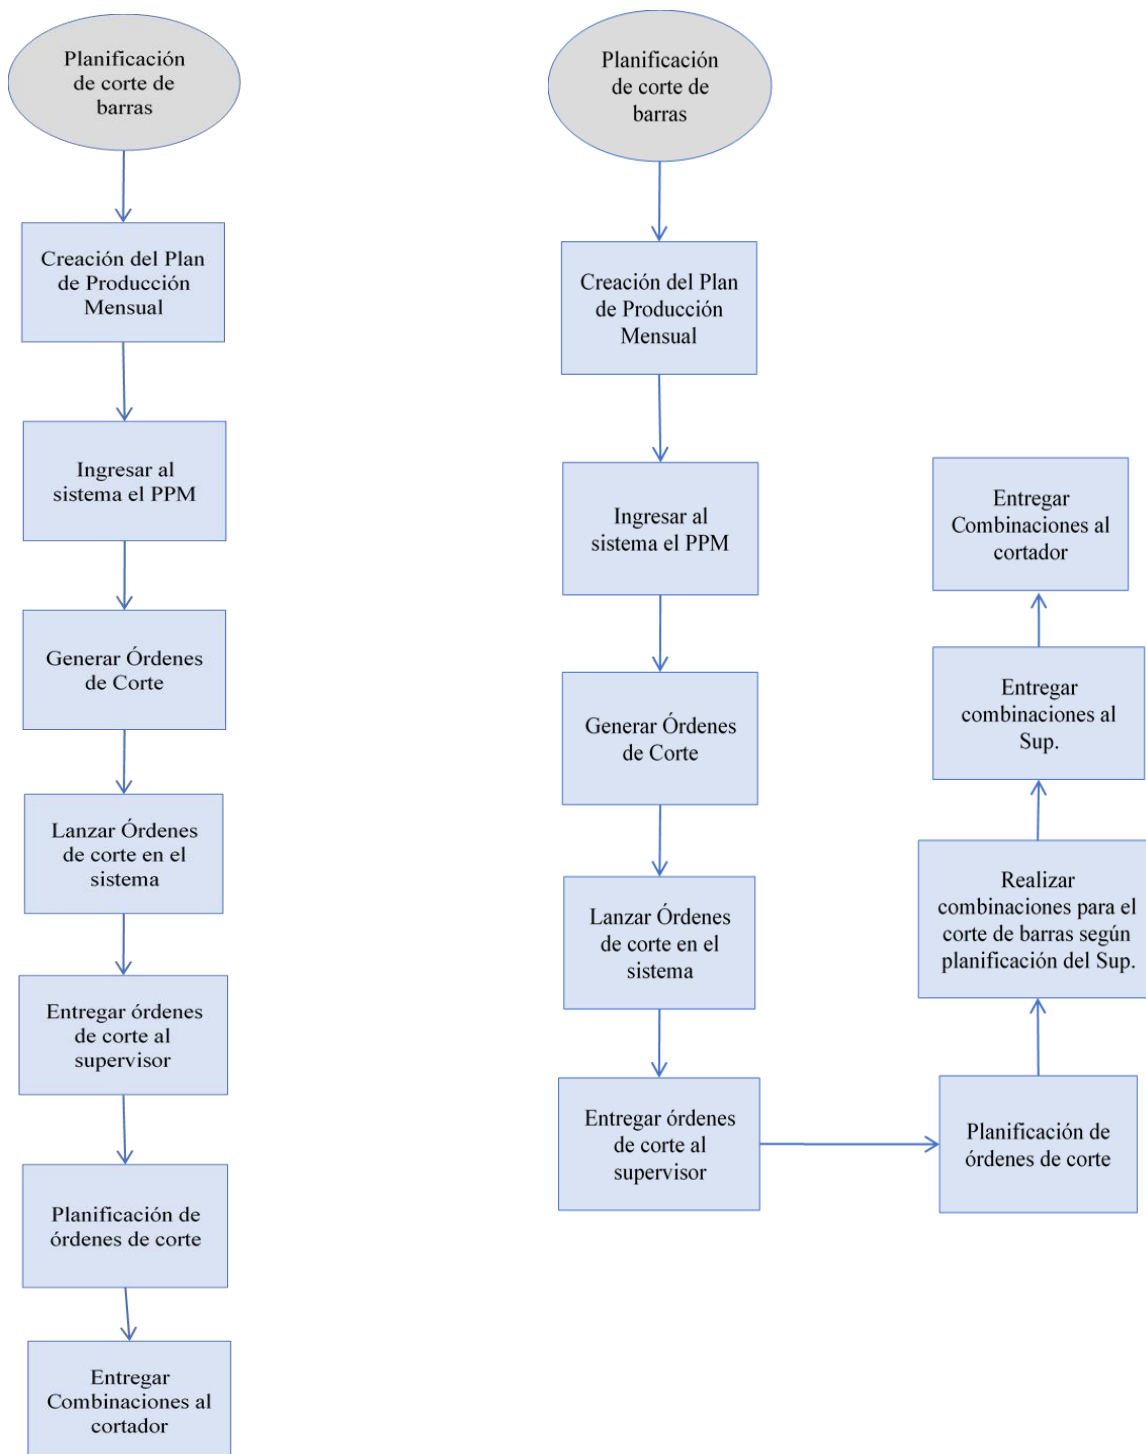 Planificación
de corte de
barras
Creación del Plan
de Producción
Mensual
Ingresar al
sistema el PPM
Generar Órdenes
de Corte
Lanzar Órdenes
de corte en el
sistema
Entregar órdenes
de corte al
supervisor
Planificación de
órdenes de corte
Entregar
Combinaciones al
cortador
Planificación
de corte de
barras
Creación del Plan
de Producción
Mensual
Ingresar al
sistema el PPM
Generar Órdenes
de Corte
Lanzar Órdenes
de corte en el
sistema
Entregar órdenes
de corte al
supervisor
Planificación de
órdenes de corte
Realizar
combinaciones para el
corte de barras según
planificación del Sup.
Entregar
combinaciones al
Sup.
Entregar
Combinaciones al
cortador